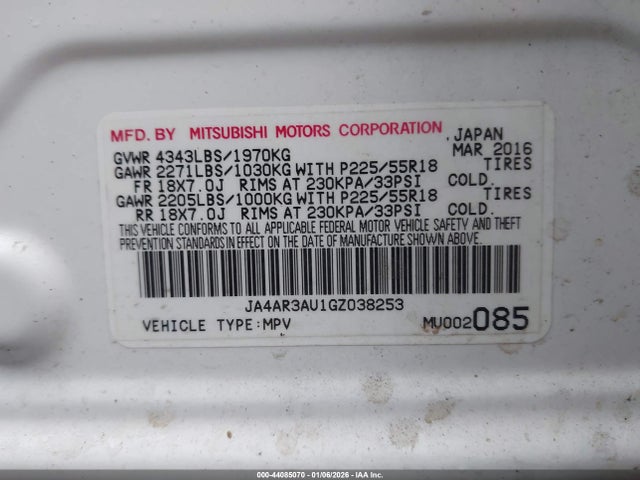 MFD. BY MITSUBISHI MOTORS CORPORATION, JAPAN
GVWR 4343LBS/1970KG MAR 2016
GAWR 2271LBS/1030KG WITH P225/55R18 TIRES
FR 18X7.0J RIMS AT 230KPA/33PSI COLD.
GAWR 2205LBS/1000KG WITH P225/55R18 TIRES
RR 18X7.0J RIMS AT 230KPA/33PSI COLD.
THIS VEHICLE CONFORMS TO ALL APPLICABLE FEDERAL MOTOR VEHICLE SAFETY AND THEFT PREVENTION
STANDARDS IN EFFECT ON THE DATE OF MANUFACTURE SHOWN ABOVE.
JA4AR3AU1GZ038253
VEHICLE TYPE:MPV MU002085
000-44085070 | 01/06/2026 | IAA Inc.